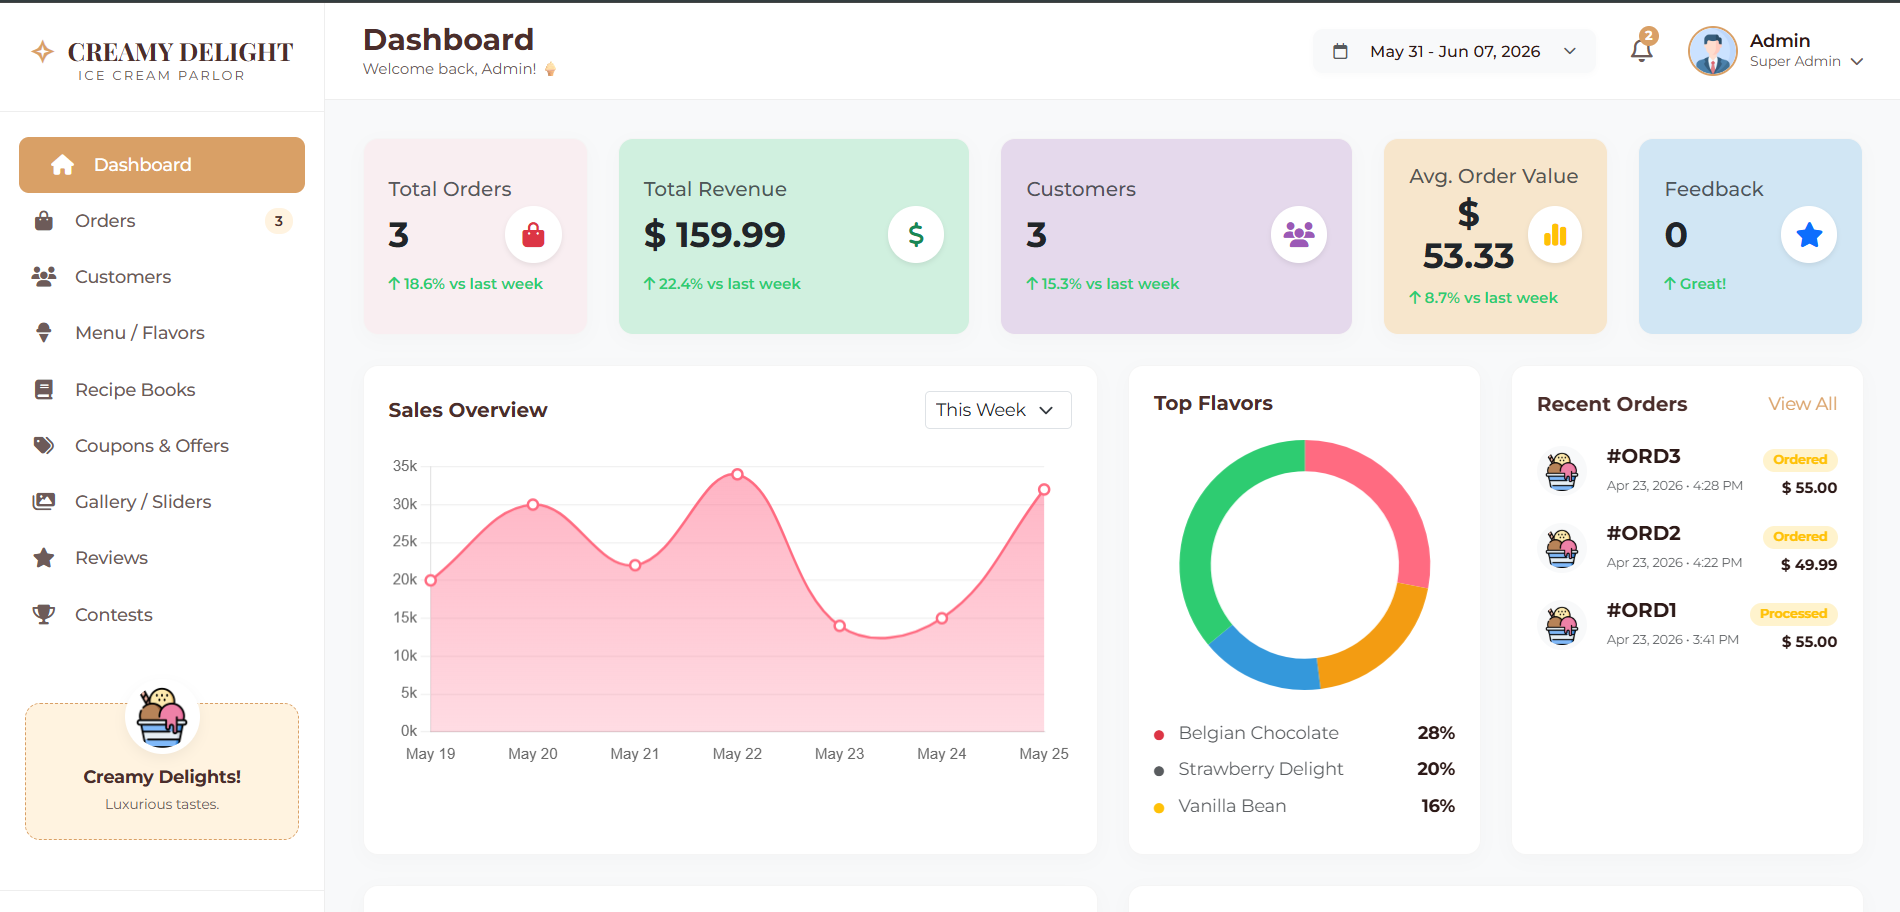 CREAMY DELIGHT
ICE CREAM PARLOR
Dashboard
Orders 3
Customers
Menu / Flavors
Recipe Books
Coupons & Offers
Gallery / Sliders
Reviews
Contests
Creamy Delights!
Luxurious tastes.
Dashboard
Welcome back, Admin!
May 31 - Jun 07, 2026
2
Admin
Super Admin
Total Orders
3
18.6% vs last week
Total Revenue
$ 159.99
$
22.4% vs last week
Customers
3
15.3% vs last week
Avg. Order Value
$
53.33
8.7% vs last week
Feedback
0
Great!
Sales Overview
This Week
35k
30k
25k
20k
15k
10k
5k
0k
May 19 May 20 May 21 May 22 May 23 May 24 May 25
Top Flavors
Belgian Chocolate 28%
Strawberry Delight 20%
Vanilla Bean 16%
Recent Orders View All
#ORD3 Ordered
Apr 23, 2026 • 4:28 PM $ 55.00
#ORD2 Ordered
Apr 23, 2026 • 4:22 PM $ 49.99
#ORD1 Processed
Apr 23, 2026 • 3:41 PM $ 55.00